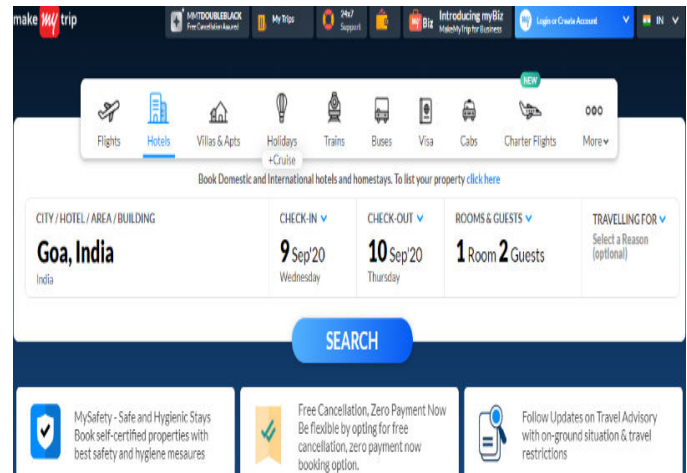 make my trip
MMTDOUBLEBLACK
Free Cancellation Assured
My Trips
24x7
Support
Biz
Introducing myBiz
MakeMyTrip for Business
my
Login or Create Account
IN
NEW
Flights
Hotels
Villas & Apts
Holidays
Trains
Buses
Visa
Cabs
Charter Flights
More
+Cruise
Book Domestic and International hotels and homestays. To list your property click here
CITY / HOTEL / AREA / BUILDING
Goa, India
India
CHECK-IN
9 Sep'20
Wednesday
CHECK-OUT
10 Sep'20
Thursday
ROOMS & GUESTS
1 Room 2 Guests
TRAVELLING FOR
Select a Reason
(optional)
SEARCH
MySafety - Safe and Hygienic Stays
Book self-certified properties with
best safety and hygiene mesaures
Free Cancellation, Zero Payment Now
Be flexible by opting for free
cancellation, zero payment now
booking option.
Follow Updates on Travel Advisory
with on-ground situation & travel
restrictions